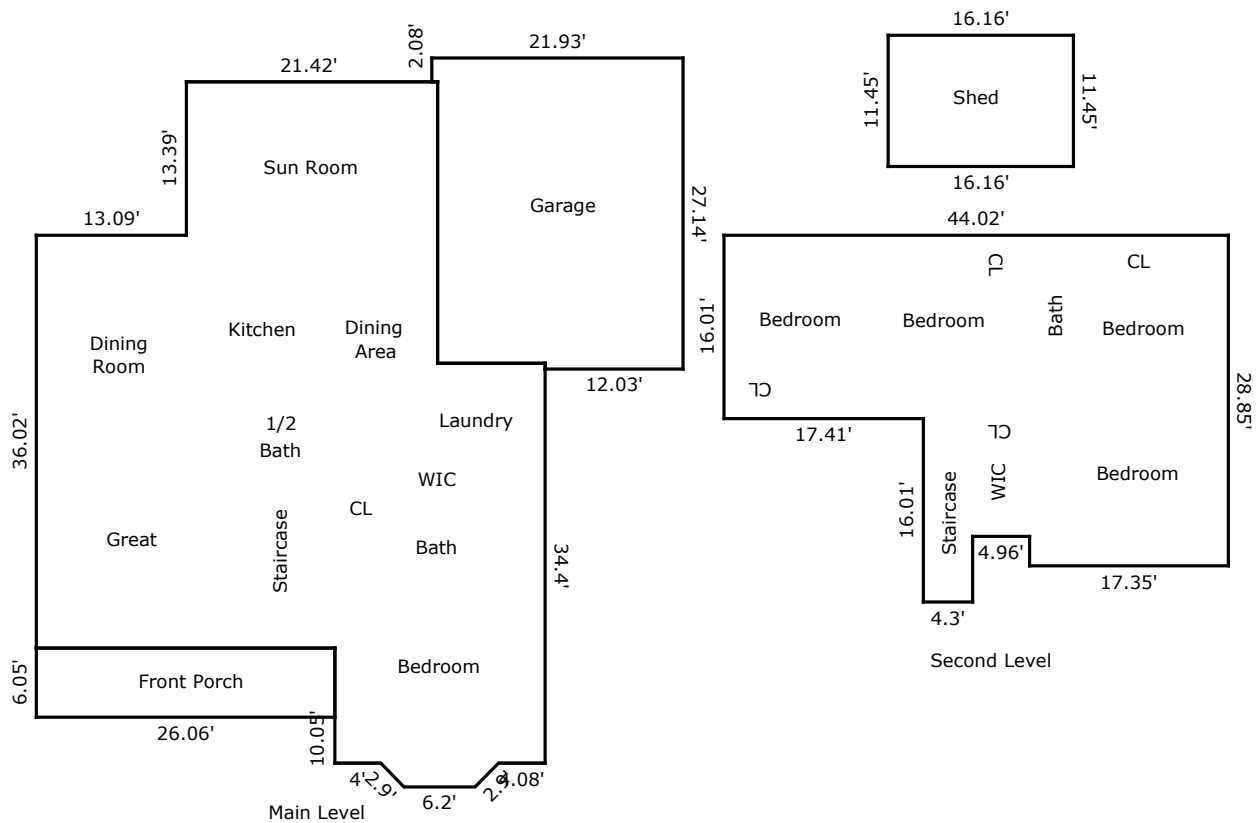 16.16'
2.08'
21.93'
21.42'
11.45'
Shed
11.45'
13.39'
Sun Room
16.16'
Garage
27.14'
13.09'
44.02'
CL
CL
Kitchen
Dining
Area
Dining
Room
16.01'
Bedroom
Bedroom
Bath
Bedroom
12.03'
CL
28.85'
36.02'
1/2
Bath
Laundry
17.41'
CL
WIC
WIC
Bedroom
CL
Great
Staircase
Bath
34.4'
16.01'
Staircase
4.96'
17.35'
4.3'
Second Level
Bedroom
6.05'
Front Porch
26.06'
10.05'
4'
2.9'
6.2'
2.9'
4.08'
Main Level